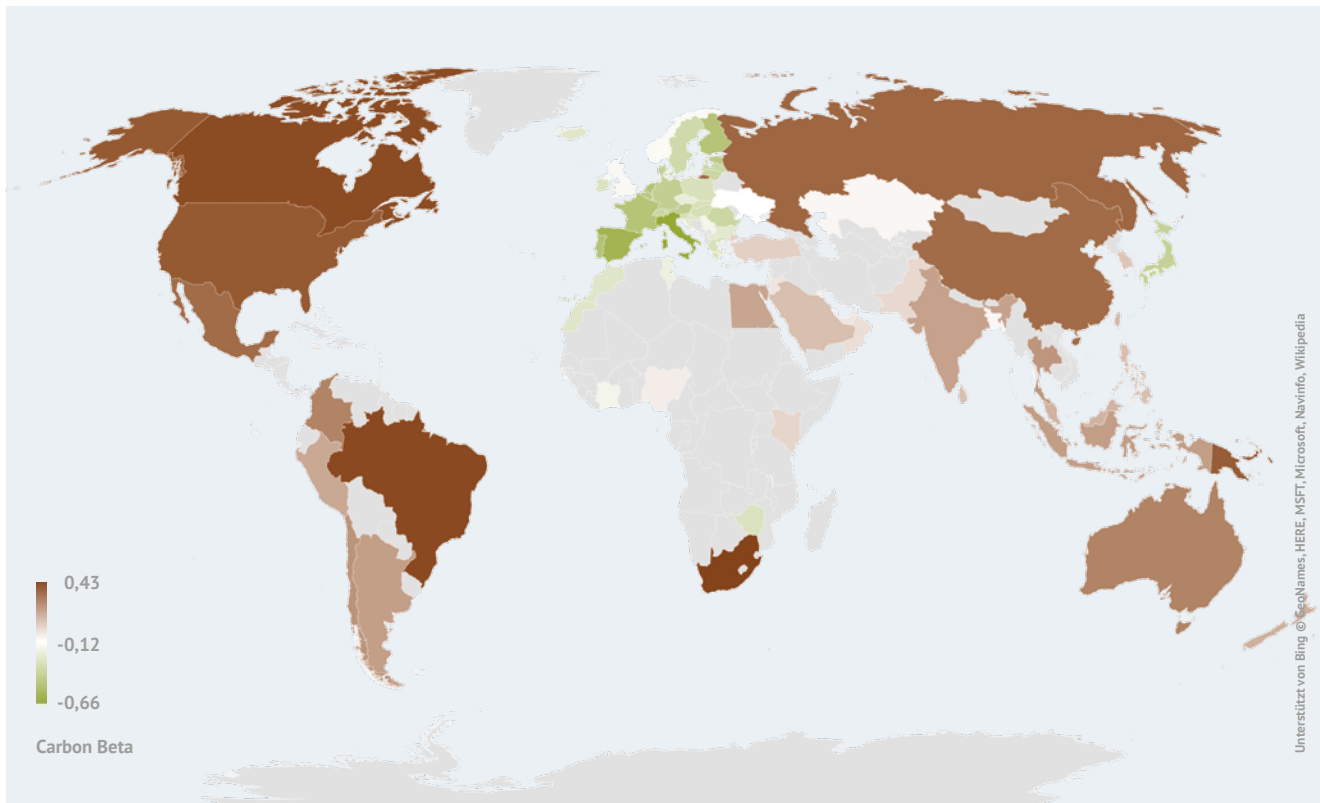 0,43
-0,12
-0,66
Carbon Beta
Unterstützt von Bing © GeoNames, HERE, MSFT, Microsoft, Navinfo, Wikipedia